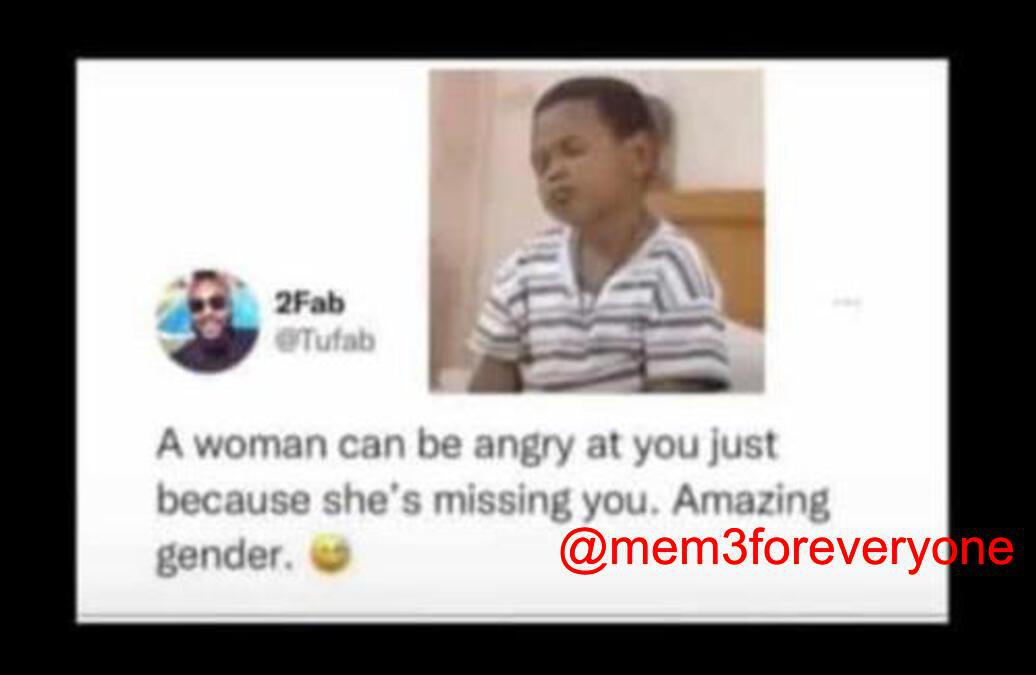 2Fab
@Tufab
A woman can be angry at you just
because she's missing you. Amazing
gender. 😅
@mem3foreveryone